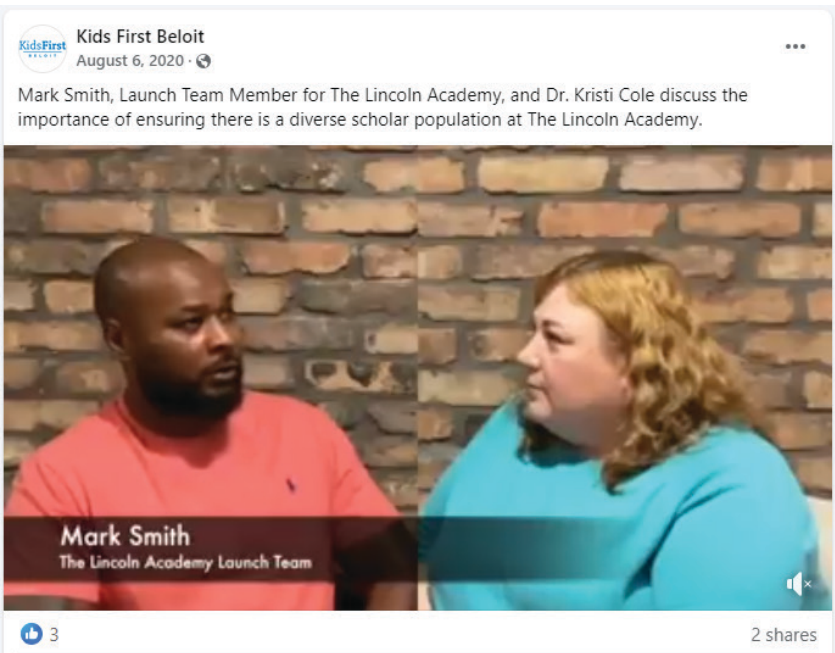 Kids First Beloit
KidsFirst
BELOIT
August 6, 2020 ·
Mark Smith, Launch Team Member for The Lincoln Academy, and Dr. Kristi Cole discuss the
importance of ensuring there is a diverse scholar population at The Lincoln Academy.
Mark Smith
The Lincoln Academy Launch Team
3
2 shares